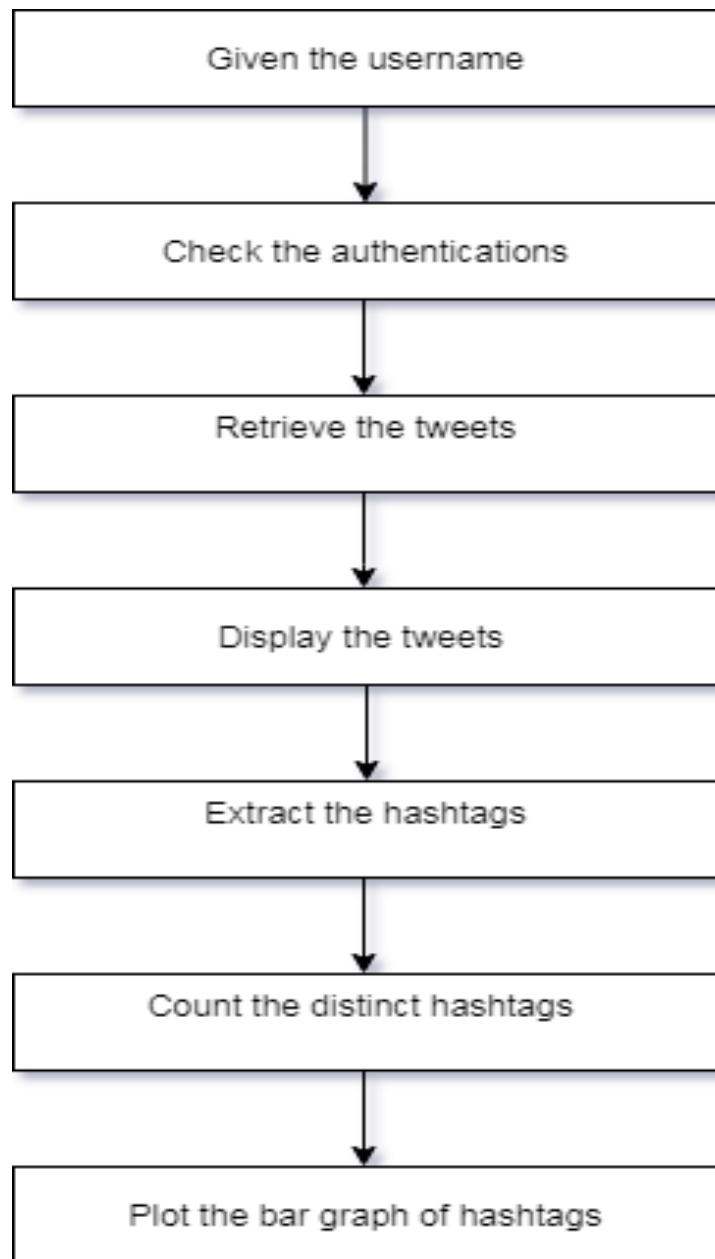 Given the username
Check the authentications
Retrieve the tweets
Display the tweets
Extract the hashtags
Count the distinct hashtags
Plot the bar graph of hashtags